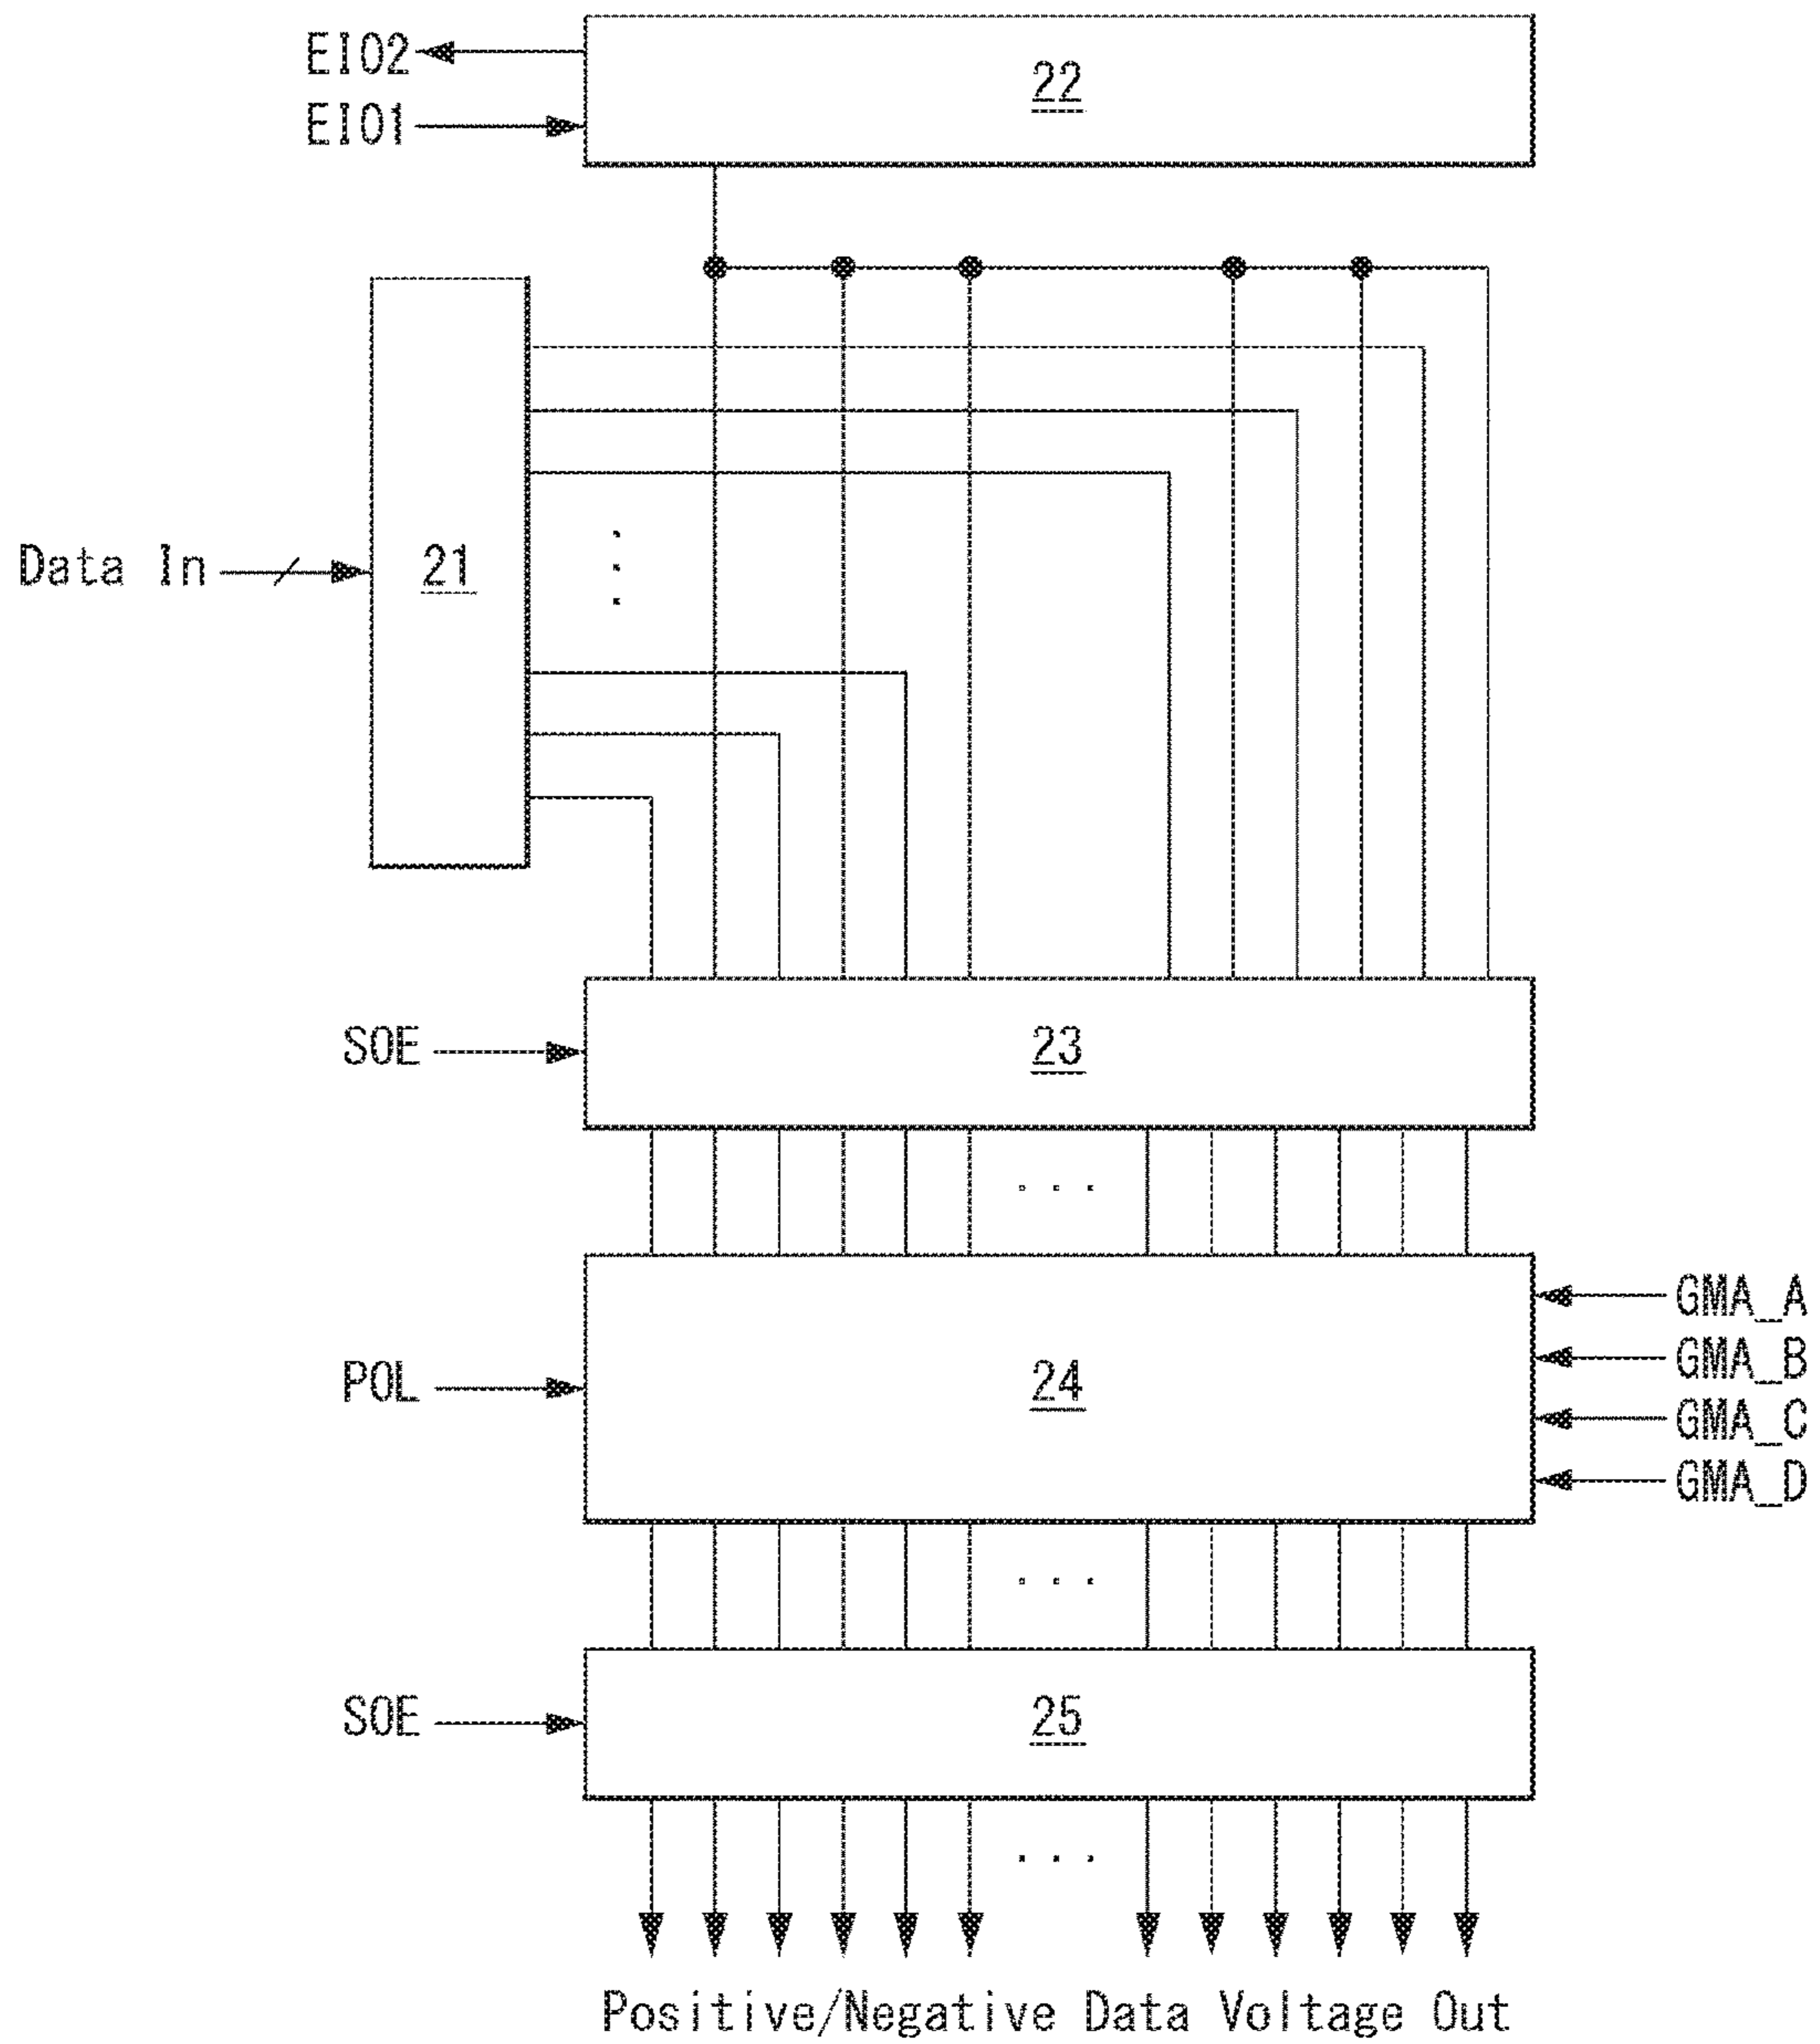 EIO2
22
EIO1
Data In
21
SOE
23
GMA_A
GMA_B
POL
24
GMA_C
GMA_D
SOE
25
Positive/Negative Data Voltage Out